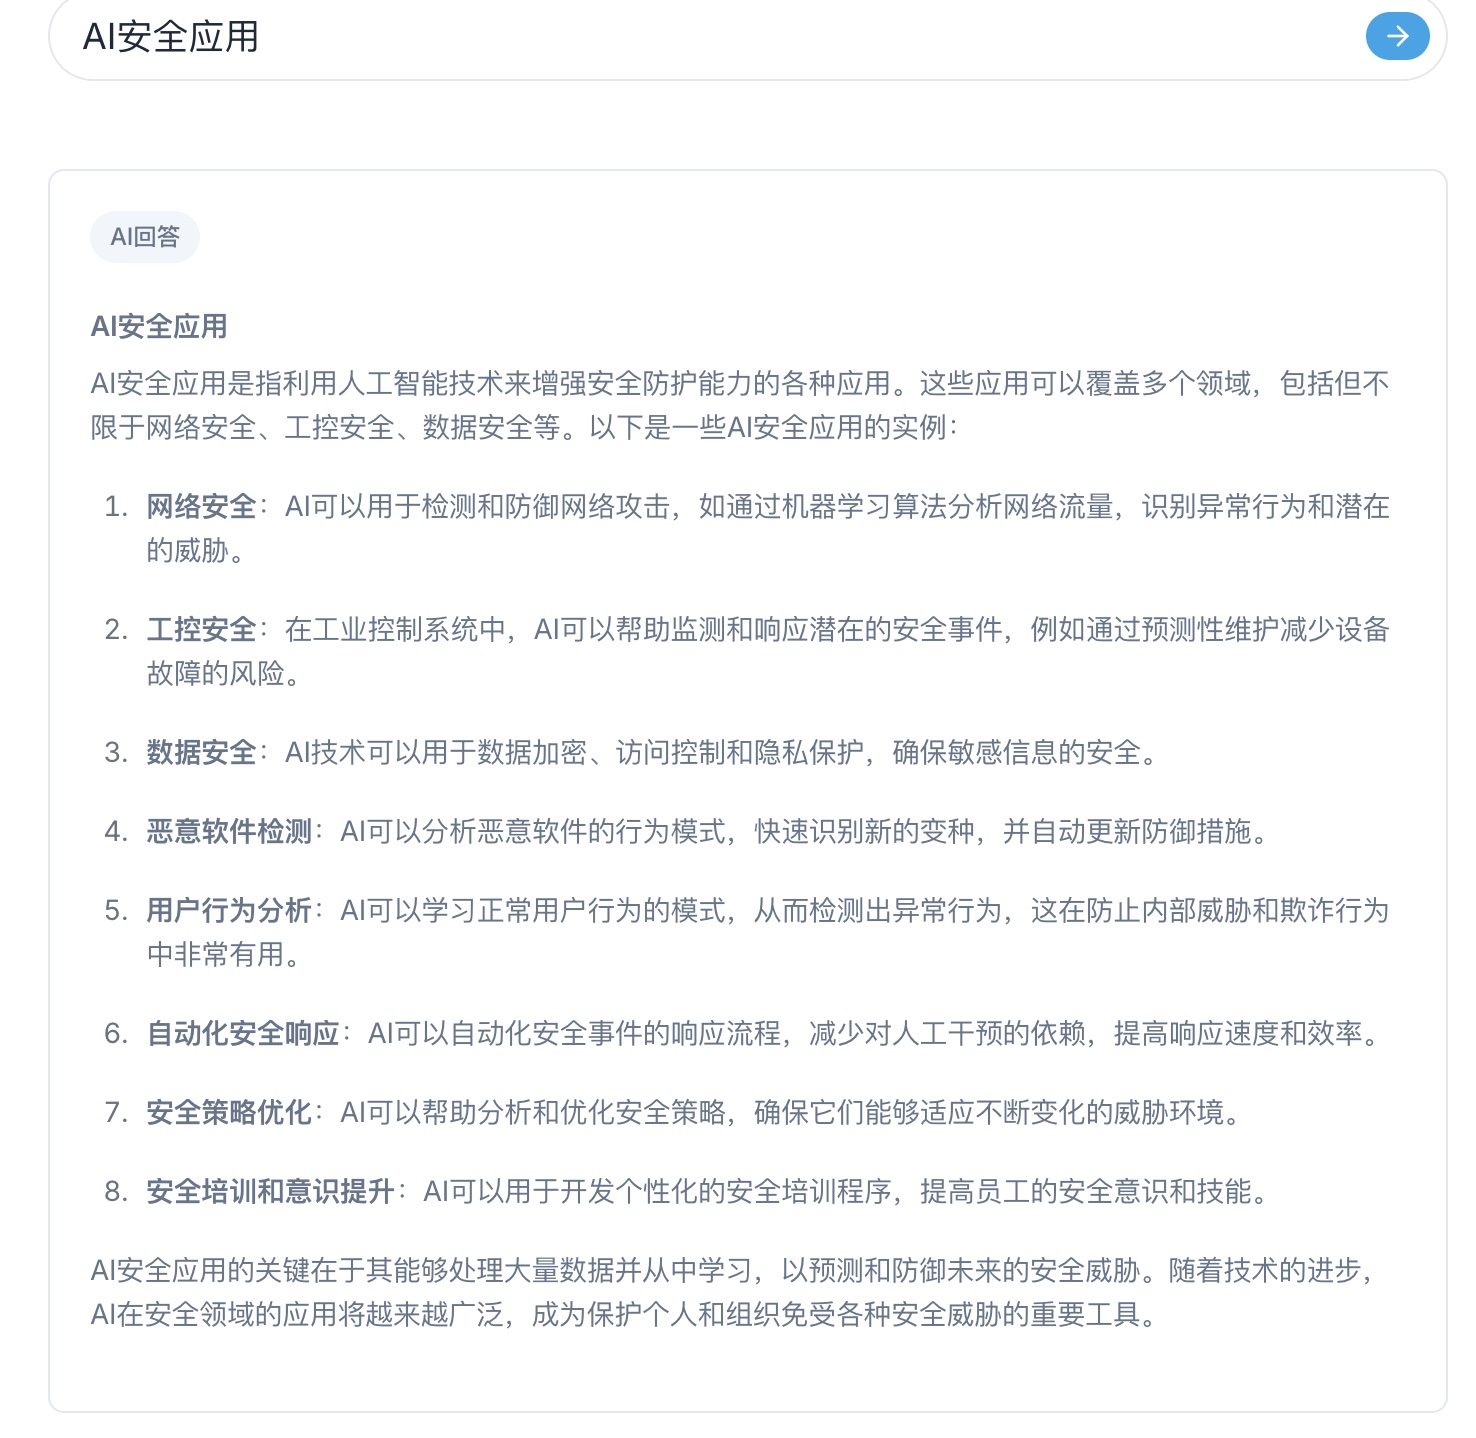 AI安全应用
AI回答
AI安全应用
AI安全应用是指利用人工智能技术来增强安全防护能力的各种应用。这些应用可以覆盖多个领域，包括但不
限于网络安全、工控安全、数据安全等。以下是一些AI安全应用的实例：
1. 网络安全：AI可以用于检测和防御网络攻击，如通过机器学习算法分析网络流量，识别异常行为和潜在
的威胁。
2. 工控安全：在工业控制系统中，AI可以帮助监测和响应潜在的安全事件，例如通过预测性维护减少设备
故障的风险。
3. 数据安全：AI技术可以用于数据加密、访问控制和隐私保护，确保敏感信息的安全。
4. 恶意软件检测：AI可以分析恶意软件的行为模式，快速识别新的变种，并自动更新防御措施。
5. 用户行为分析：AI可以学习正常用户行为的模式，从而检测出异常行为，这在防止内部威胁和欺诈行为
中非常有用。
6. 自动化安全响应：AI可以自动化安全事件的响应流程，减少对人工干预的依赖，提高响应速度和效率。
7. 安全策略优化：AI可以帮助分析和优化安全策略，确保它们能够适应不断变化的威胁环境。
8. 安全培训和意识提升：AI可以用于开发个性化的安全培训程序，提高员工的安全意识和技能。
AI安全应用的关键在于其能够处理大量数据并从中学习，以预测和防御未来的安全威胁。随着技术的进步，
AI在安全领域的应用将越来越广泛，成为保护个人和组织免受各种安全威胁的重要工具。